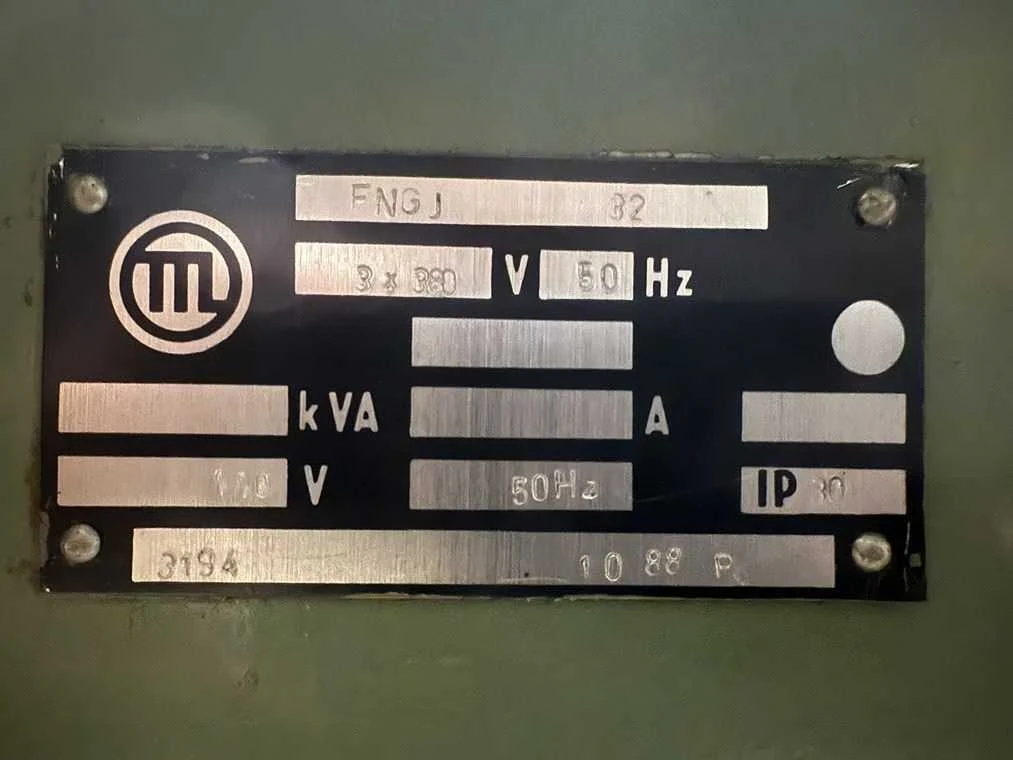 FNGJ 32
3 x 380 V 50 Hz
kVA A
V 50Hz IP 30
3194 10 88